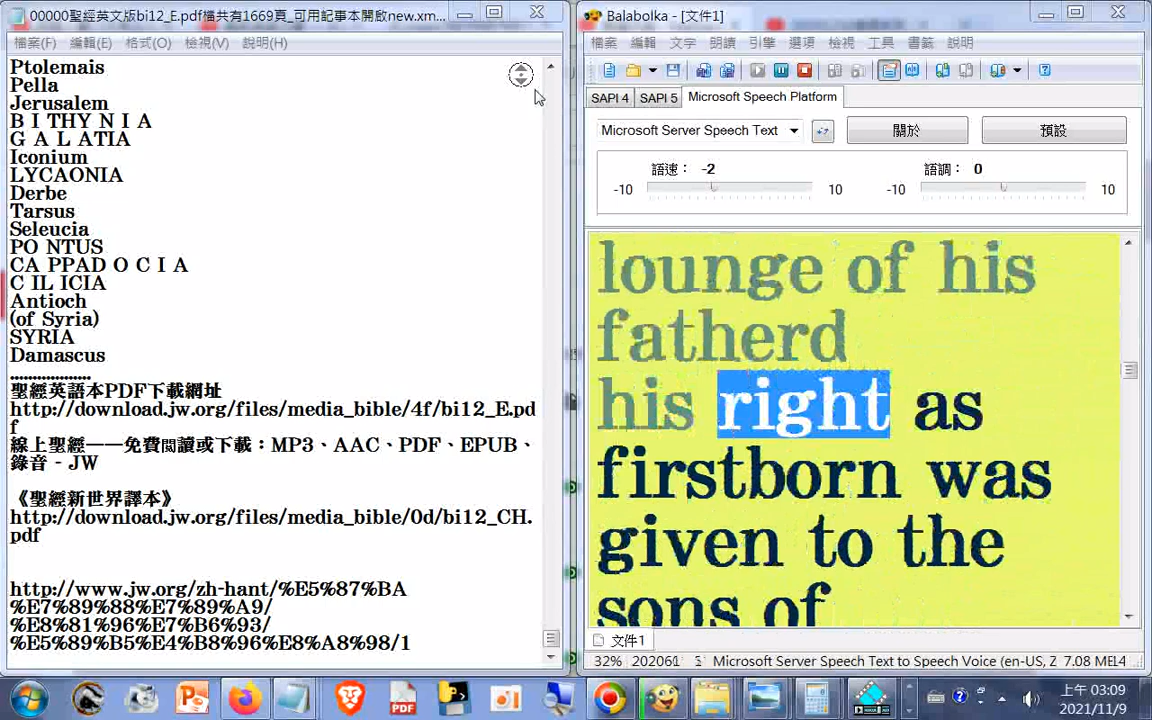 00000聖經英文版bi12_E.pdf檔共有1669頁_可用記事本開啟new.xm...
檔案(F) 編輯(E) 格式(O) 檢視(V) 說明(H)
Ptolemais
Pella
Jerusalem
B I THY N I A
G A L ATIA
Iconium
LYCAONIA
Derbe
Tarsus
Seleucia
PO NTUS
CA PPAD O C I A
C IL ICIA
Antioch
(of Syria)
SYRIA
Damascus
..................
聖經英語本PDF下載網址
http://download.jw.org/files/media_bible/4f/bi12_E.pd
f
線上聖經——免費閱讀或下載：MP3、AAC、PDF、EPUB、
錄音 - JW
《聖經新世界譯本》
http://download.jw.org/files/media_bible/0d/bi12_CH.
pdf
http://www.jw.org/zh-hant/%E5%87%BA
%E7%89%88%E7%89%A9/
%E8%81%96%E7%B6%93/
%E5%89%B5%E4%B8%96%E8%A8%98/1
Balabolka - [文件1]
檔案 編輯 文字 朗讀 引擎 選項 檢視 工具 書籤 說明
SAPI 4 SAPI 5 Microsoft Speech Platform
Microsoft Server Speech Text 關於 預設
語速： -2 語調： 0
-10 10 -10 10
lounge of his
fatherd
his right as
firstborn was
given to the
sons of
文件1
32% 202061 Microsoft Server Speech Text to Speech Voice (en-US, Z 7.08 ME
上午 03:09
2021/11/9